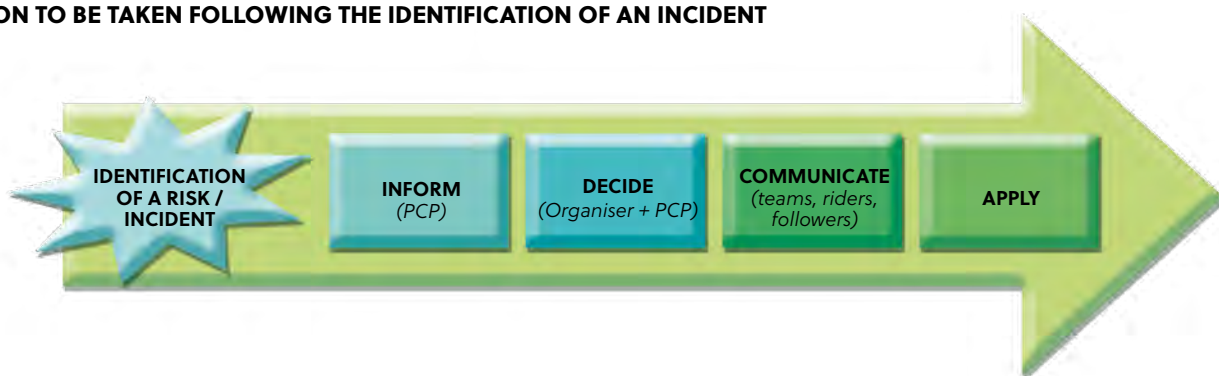 ON TO BE TAKEN FOLLOWING THE IDENTIFICATION OF AN INCIDENT
IDENTIFICATION
OF A RISK /
INCIDENT
INFORM
(PCP)
DECIDE
(Organiser + PCP)
COMMUNICATE
(teams, riders,
followers)
APPLY